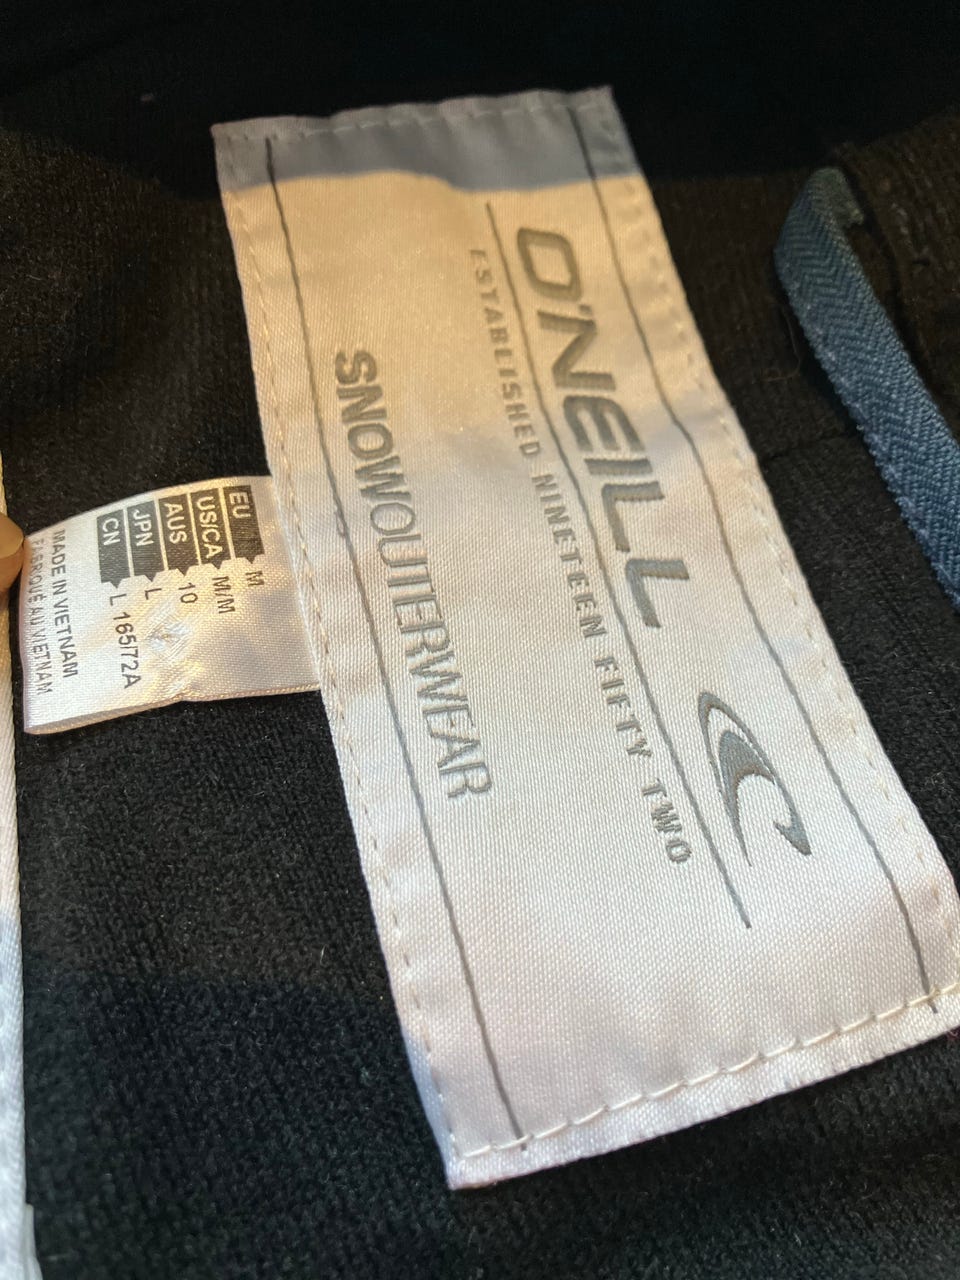 O'NEILL
ESTABLISHED NINETEEN FIFTY TWO
SNOWOUTERWEAR
EU M
US/CA M/M
AUS 10
JPN L
CN L 165/72A
MADE IN VIETNAM
FABRIQUÉ AU VIETNAM